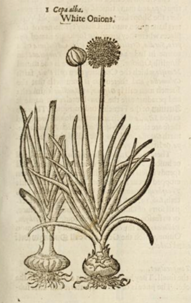 1 Cepa alba.
White Onions.